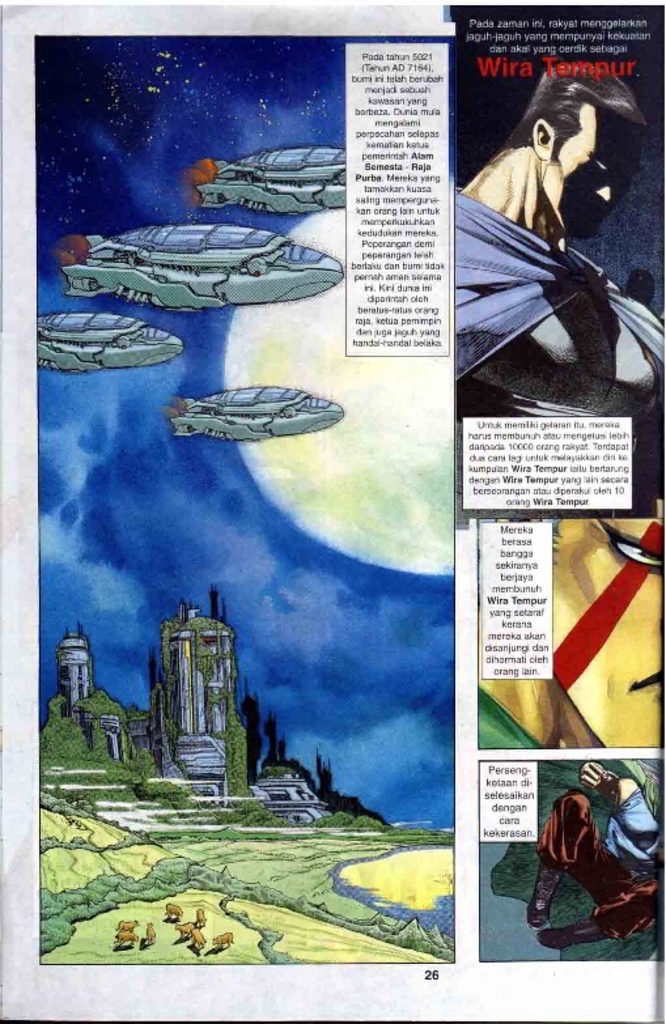 Pada tahun 5021
(Tahun AD 7164),
bumi ini telah berubah
menjadi sebuah
kawasan yang
berbeza. Dunia mula
mengalami
perpecahan selepas
kematian ketua
pemerintah Alam
Semesta - Raja
Purba. Mereka yang
tamakkan kuasa
saling memperguna-
kan orang lain untuk
memperkukuhkan
kedudukan mereka.
Peperangan demi
peperangan telah
berlaku dan bumi tidak
pernah aman selama
ini. Kini dunia ini
diperintah oleh
beratus-ratus orang
raja, ketua pemimpin
dan juga jaguh yang
handal-handal belaka.
Pada zaman ini, rakyat menggelarkan
jaguh-jaguh yang mempunyai kekuatan
dan akal yang cerdik sebagai
Wira Tempur
Untuk memiliki gelaran itu, mereka
harus membunuh atau mengetuai lebih
daripada 10000 orang rakyat. Terdapat
dua cara lagi untuk melayakkan diri ke
kumpulan Wira Tempur iaitu bertarung
dengan Wira Tempur yang lain secara
berseorangan atau diperakui oleh 10
orang Wira Tempur.
Mereka
berasa
bangga
sekiranya
berjaya
membunuh
Wira Tempur
yang setaraf
kerana
mereka akan
disanjungi dan
dihormati oleh
orang lain.
Perseng-
ketaan di-
selesaikan
dengan
cara
kekerasan.
26